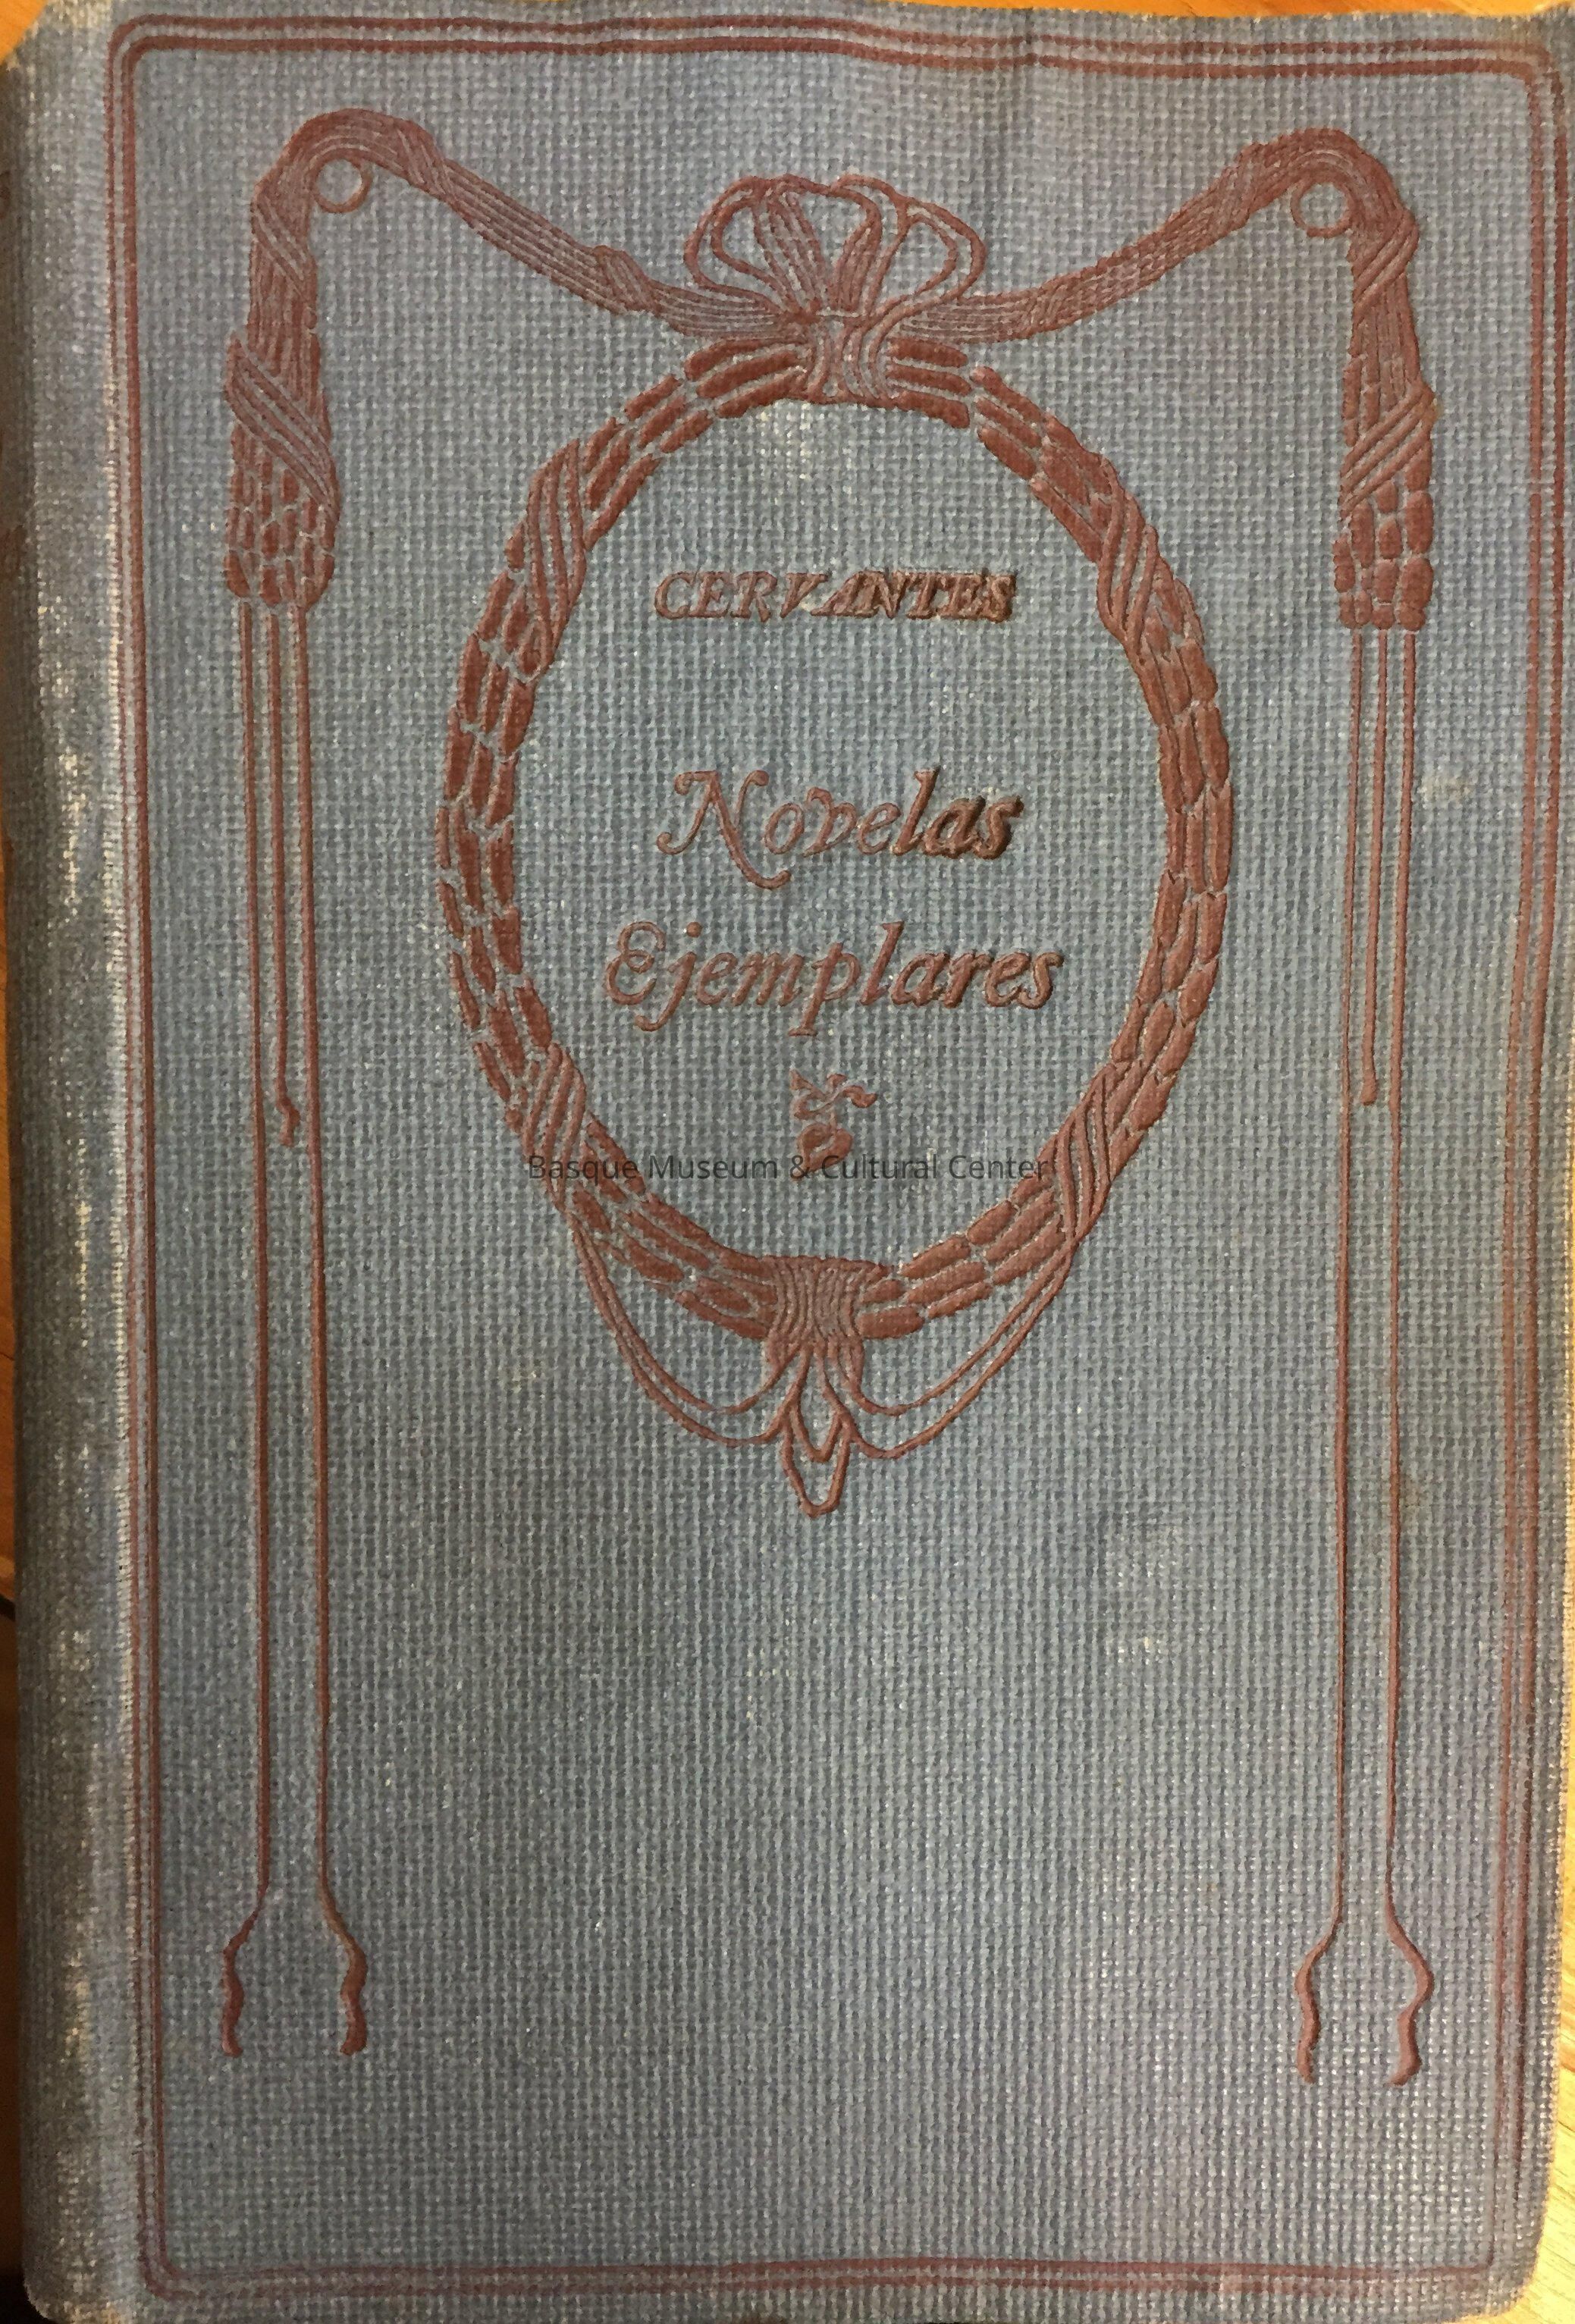 CERVANTES
Novelas
Ejemplares
Basque Museum & Cultural Center